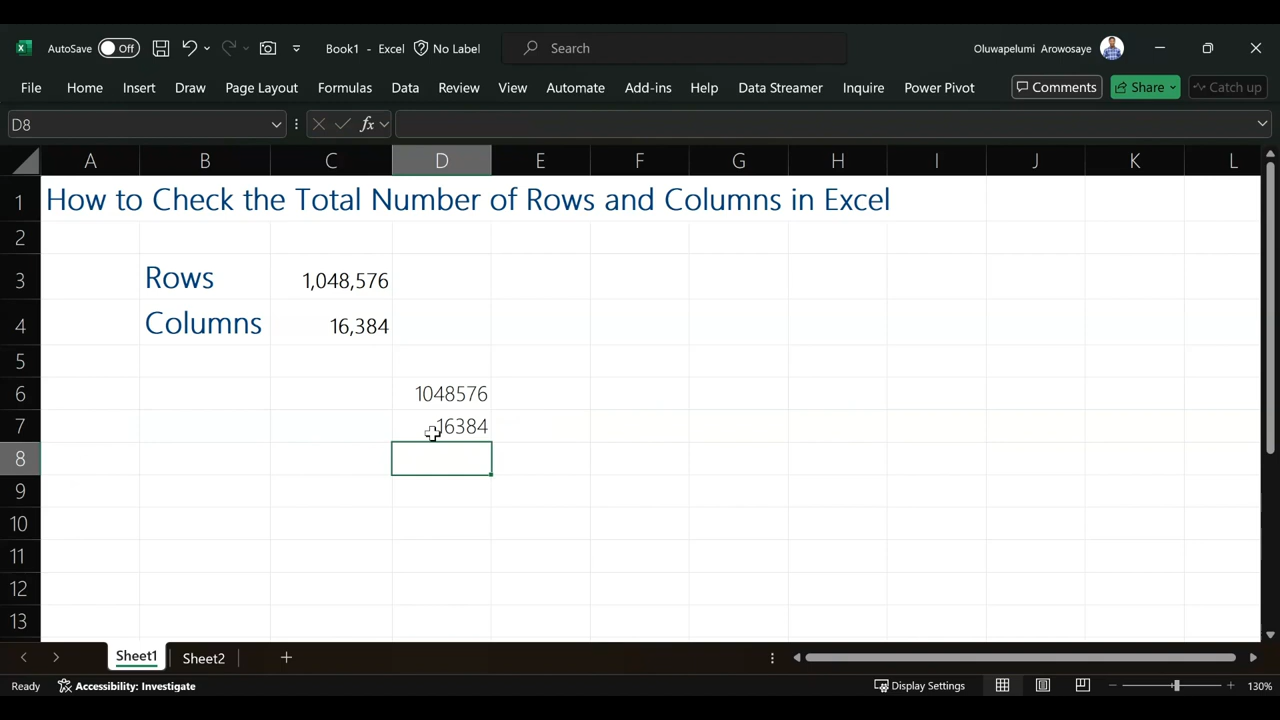 AutoSave Off Book1 - Excel No Label Search Oluwapelumi Arowosaye
File Home Insert Draw Page Layout Formulas Data Review View Automate Add-ins Help Data Streamer Inquire Power Pivot Comments Share Catch up
D8 fx
A B C D E F G H I J K L
1 How to Check the Total Number of Rows and Columns in Excel
2
3 Rows 1,048,576
4 Columns 16,384
5
6 1048576
7 16384
8
9
10
11
12
13
Sheet1 Sheet2
Ready Accessibility: Investigate Display Settings 130%